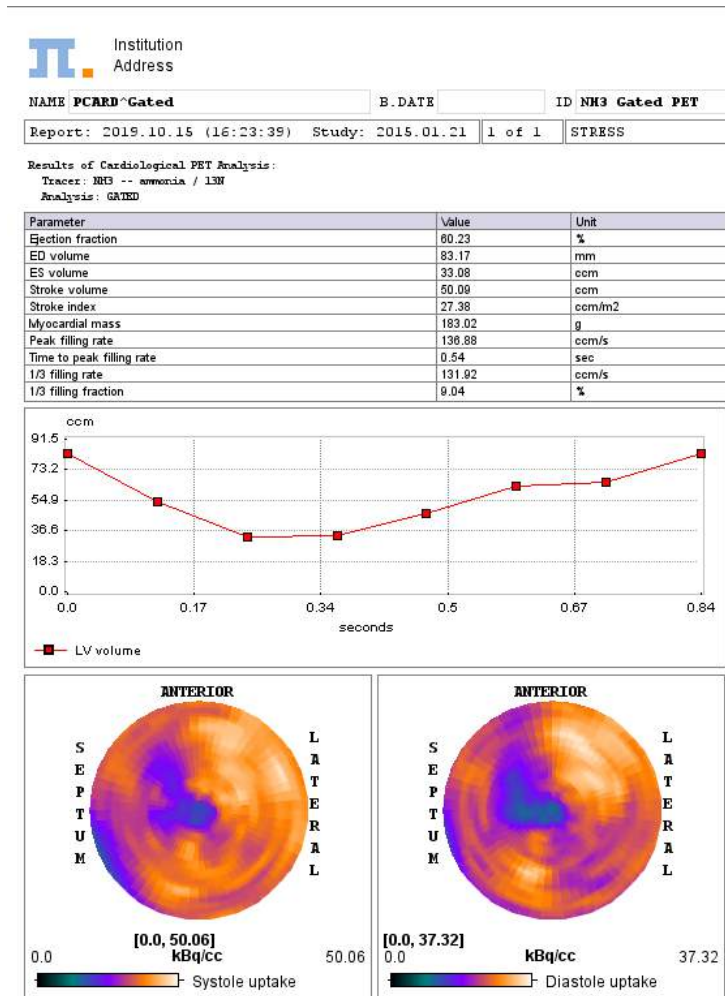 Institution
Address
NAME PCARD^Gated B.DATE ID NH3 Gated PET
Report: 2019.10.15 (16:23:39) Study: 2015.01.21 1 of 1 STRESS
Results of Cardiological PET Analysis:
Tracer: NH3 -- ammonia / 13N
Analysis: GATED
Parameter Value Unit
Ejection fraction 60.23 %
ED volume 83.17 mm
ES volume 33.08 ccm
Stroke volume 50.09 ccm
Stroke index 27.38 ccm/m2
Myocardial mass 183.02 g
Peak filling rate 136.88 ccm/s
Time to peak filling rate 0.54 sec
1/3 filling rate 131.92 ccm/s
1/3 filling fraction 9.04 %
ccm
91.5
73.2
54.9
36.6
18.3
0.0
0.0 0.17 0.34 0.5 0.67 0.84
seconds
LV volume
ANTERIOR
SEPTUM
LATERAL
[0.0, 50.06]
0.0 kBq/cc 50.06
Systole uptake
ANTERIOR
SEPTUM
LATERAL
[0.0, 37.32]
0.0 kBq/cc 37.32
Diastole uptake